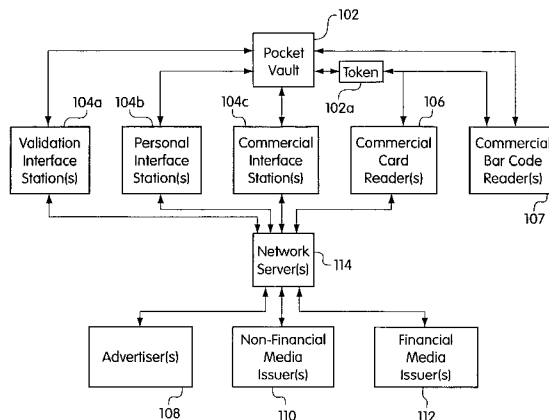 102
Pocket
Vault
Token
102a
104a
104b
104c
106
Validation
Interface
Station(s)
Personal
Interface
Station(s)
Commercial
Interface
Station(s)
Commercial
Card
Reader(s)
Commercial
Bar Code
Reader(s)
107
Network
Server(s)
114
Advertiser(s)
Non-Financial
Media
Issuer(s)
Financial
Media
Issuer(s)
108
110
112